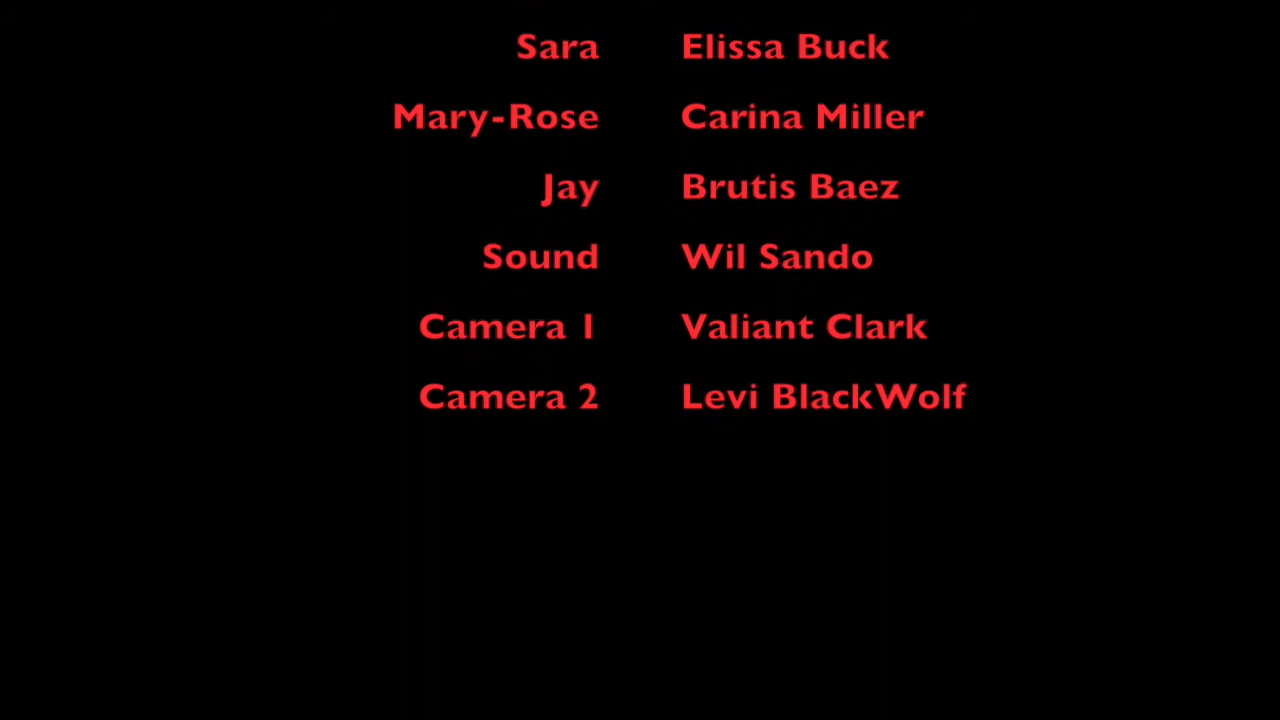 Sara Elissa Buck
Mary-Rose Carina Miller
Jay Brutis Baez
Sound Wil Sando
Camera 1 Valiant Clark
Camera 2 Levi BlackWolf